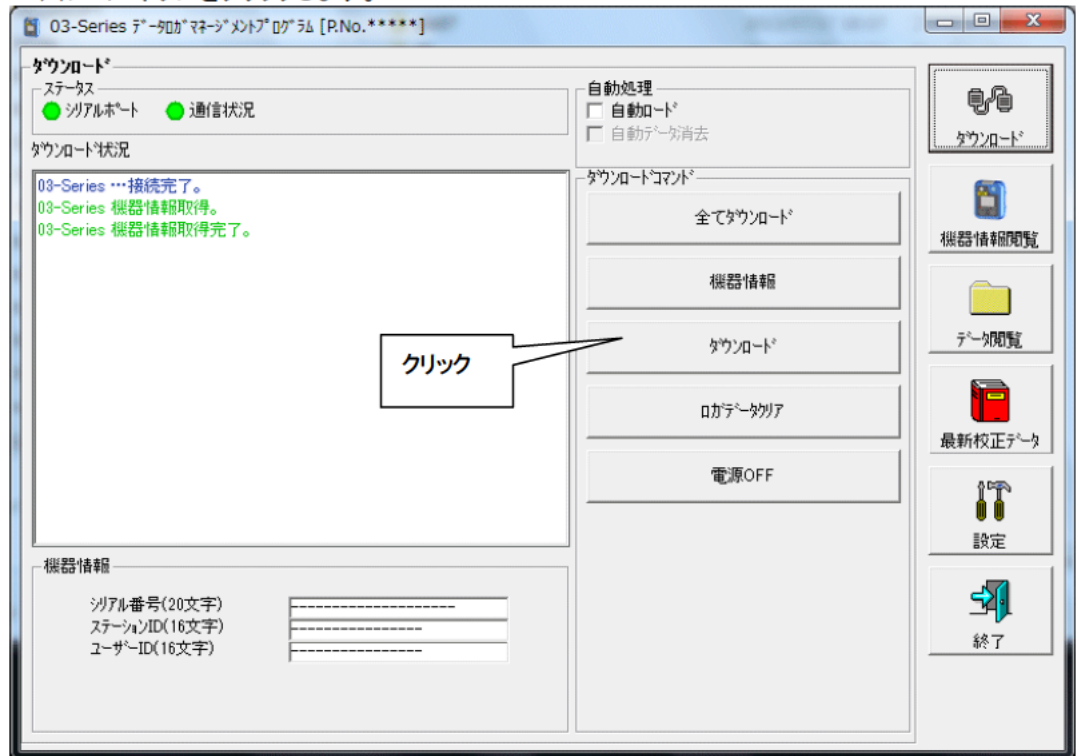 03-Series ﾃﾞｰﾀﾛｶﾞﾏﾈｰｼﾞﾒﾝﾄﾌﾟﾛｸﾞﾗﾑ [P.No.*****]
ﾀﾞｳﾝﾛｰﾄﾞ
ｽﾃｰﾀｽ
ｼﾘｱﾙﾎﾟｰﾄ 通信状況
自動処理
自動ﾛｰﾄﾞ
自動ﾃﾞｰﾀ消去
ﾀﾞｳﾝﾛｰﾄﾞ状況
03-Series …接続完了。
03-Series 機器情報取得。
03-Series 機器情報取得完了。
ﾀﾞｳﾝﾛｰﾄﾞｺﾏﾝﾄﾞ
全てﾀﾞｳﾝﾛｰﾄﾞ
機器情報
ﾀﾞｳﾝﾛｰﾄﾞ
ﾛｶﾞﾃﾞｰﾀｸﾘｱ
電源OFF
クリック
機器情報
ｼﾘｱﾙ番号(20文字) --------------------
ｽﾃｰｼｮﾝID(16文字) ----------------
ﾕｰｻﾞｰID(16文字) ----------------
ﾀﾞｳﾝﾛｰﾄﾞ
機器情報閲覧
ﾃﾞｰﾀ閲覧
最新校正ﾃﾞｰﾀ
設定
終了